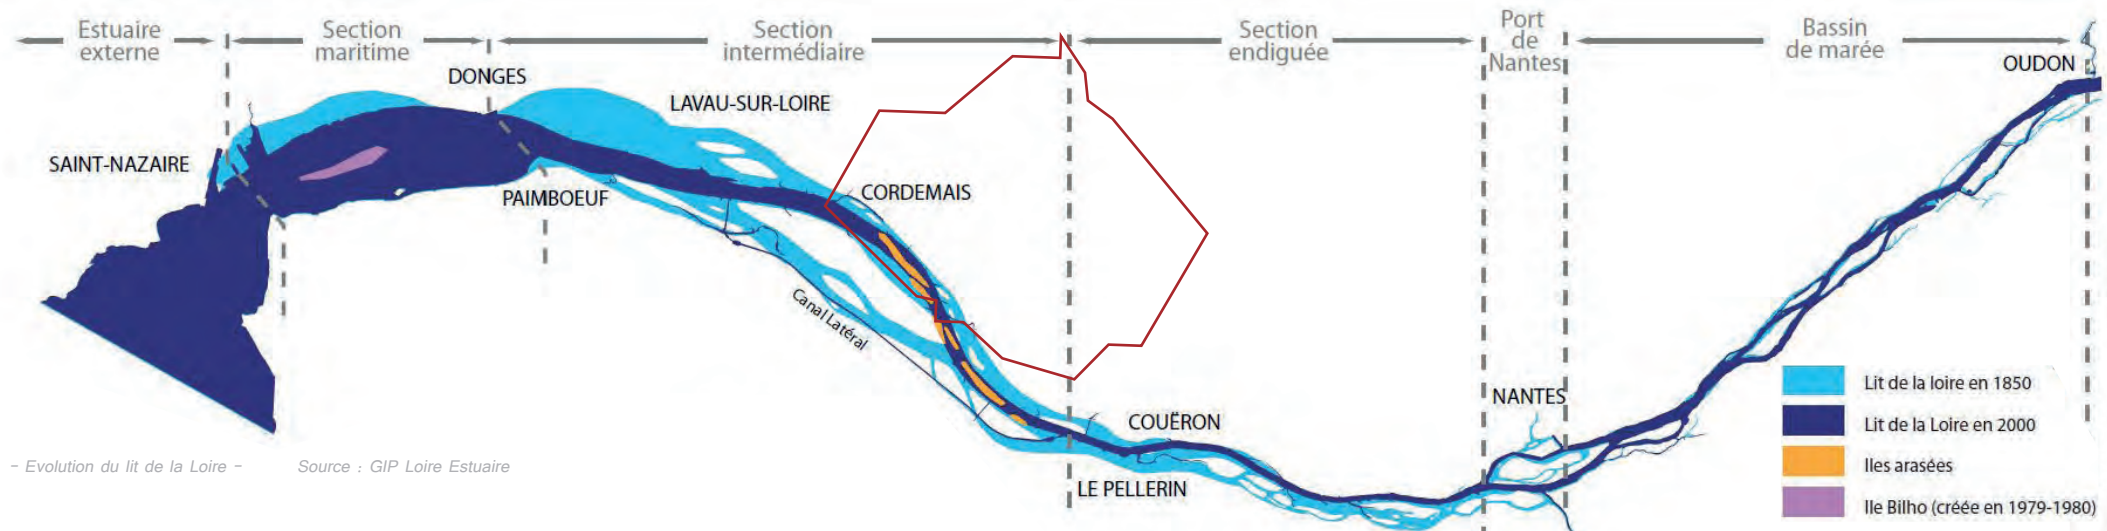 Estuaire
externe
Section
maritime
Section
intermédiaire
Section
endiguée
Port
de
Nantes
Bassin
de marée
OUDON
DONGES
LAVAU-SUR-LOIRE
SAINT-NAZAIRE
PAIMBOEUF
CORDEMAIS
Canal Latéral
NANTES
COUËRON
LE PELLERIN
Lit de la loire en 1850
Lit de la Loire en 2000
Iles arasées
Ile Bilho (créée en 1979-1980)
- Evolution du lit de la Loire - Source : GIP Loire Estuaire